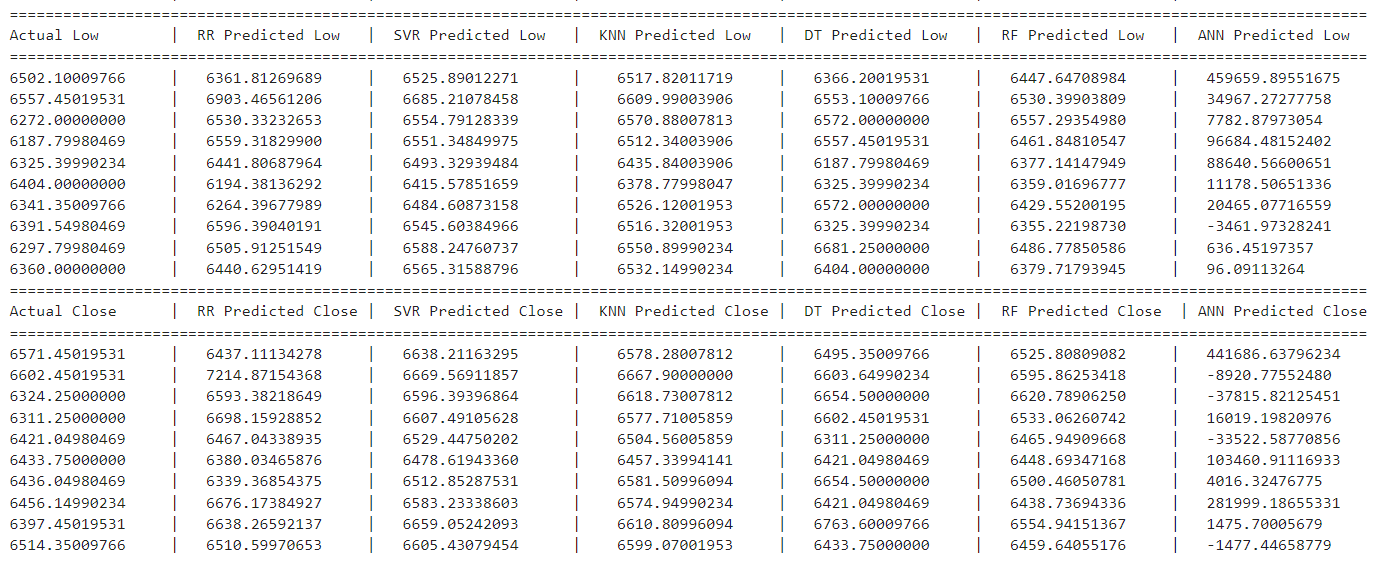 ====================================================================================================
Actual Low | RR Predicted Low | SVR Predicted Low | KNN Predicted Low | DT Predicted Low | RF Predicted Low | ANN Predicted Low
====================================================================================================
6502.10009766 | 6361.81269689 | 6525.89012271 | 6517.82011719 | 6366.20019531 | 6447.64708984 | 459659.89551675
6557.45019531 | 6903.46561206 | 6685.21078458 | 6609.99003906 | 6553.10009766 | 6530.39903809 | 34967.27277758
6272.00000000 | 6530.33232653 | 6554.79128339 | 6570.88007813 | 6572.00000000 | 6557.29354980 | 7782.87973054
6187.79980469 | 6559.31829900 | 6551.34849975 | 6512.34003906 | 6557.45019531 | 6461.84810547 | 96684.48152402
6325.39990234 | 6441.80687964 | 6493.32939484 | 6435.84003906 | 6187.79980469 | 6377.14147949 | 88640.56600651
6404.00000000 | 6194.38136292 | 6415.57851659 | 6378.77998047 | 6325.39990234 | 6359.01696777 | 11178.50651336
6341.35009766 | 6264.39677989 | 6484.60873158 | 6526.12001953 | 6572.00000000 | 6429.55200195 | 20465.07716559
6391.54980469 | 6596.39040191 | 6545.60384966 | 6516.32001953 | 6325.39990234 | 6355.22198730 | -3461.97328241
6297.79980469 | 6505.91251549 | 6588.24760737 | 6550.89990234 | 6681.25000000 | 6486.77850586 | 636.45197357
6360.00000000 | 6440.62951419 | 6565.31588796 | 6532.14990234 | 6404.00000000 | 6379.71793945 | 96.09113264
====================================================================================================
Actual Close | RR Predicted Close | SVR Predicted Close | KNN Predicted Close | DT Predicted Close | RF Predicted Close | ANN Predicted Close
====================================================================================================
6571.45019531 | 6437.11134278 | 6638.21163295 | 6578.28007812 | 6495.35009766 | 6525.80809082 | 441686.63796234
6602.45019531 | 7214.87154368 | 6669.56911857 | 6667.90000000 | 6603.64990234 | 6595.86253418 | -8920.77552480
6324.25000000 | 6593.38218649 | 6596.39396864 | 6618.73007812 | 6654.50000000 | 6620.78906250 | -37815.82125451
6311.25000000 | 6698.15928852 | 6607.49105628 | 6577.71005859 | 6602.45019531 | 6533.06260742 | 16019.19820976
6421.04980469 | 6467.04338935 | 6529.44750202 | 6504.56005859 | 6311.25000000 | 6465.94909668 | -33522.58770856
6433.75000000 | 6380.03465876 | 6478.61943360 | 6457.33994141 | 6421.04980469 | 6448.69347168 | 103460.91116933
6436.04980469 | 6339.36854375 | 6512.85287531 | 6581.50996094 | 6654.50000000 | 6500.46050781 | 4016.32476775
6456.14990234 | 6676.17384927 | 6583.23338603 | 6574.94990234 | 6421.04980469 | 6438.73694336 | 281999.18655331
6397.45019531 | 6638.26592137 | 6659.05242093 | 6610.80996094 | 6763.60009766 | 6554.94151367 | 1475.70005679
6514.35009766 | 6510.59970653 | 6605.43079454 | 6599.07001953 | 6433.75000000 | 6459.64055176 | -1477.44658779